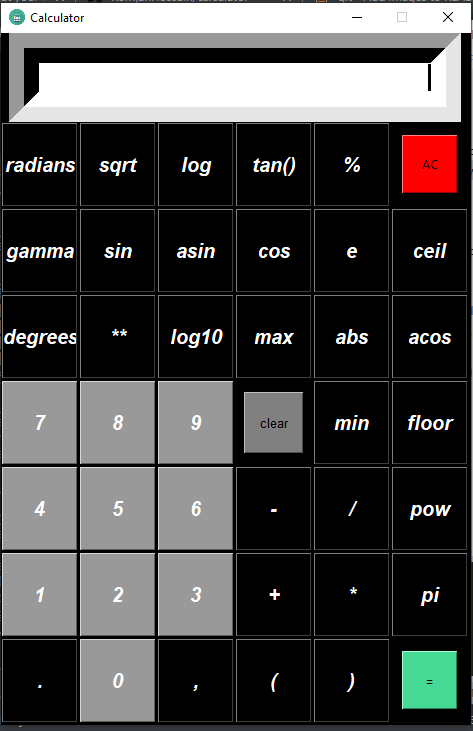 Calculator
radians sqrt log tan() % AC
gamma sin asin cos e ceil
degrees ** log10 max abs acos
7 8 9 clear min floor
4 5 6 - / pow
1 2 3 + * pi
. 0 , ( ) =